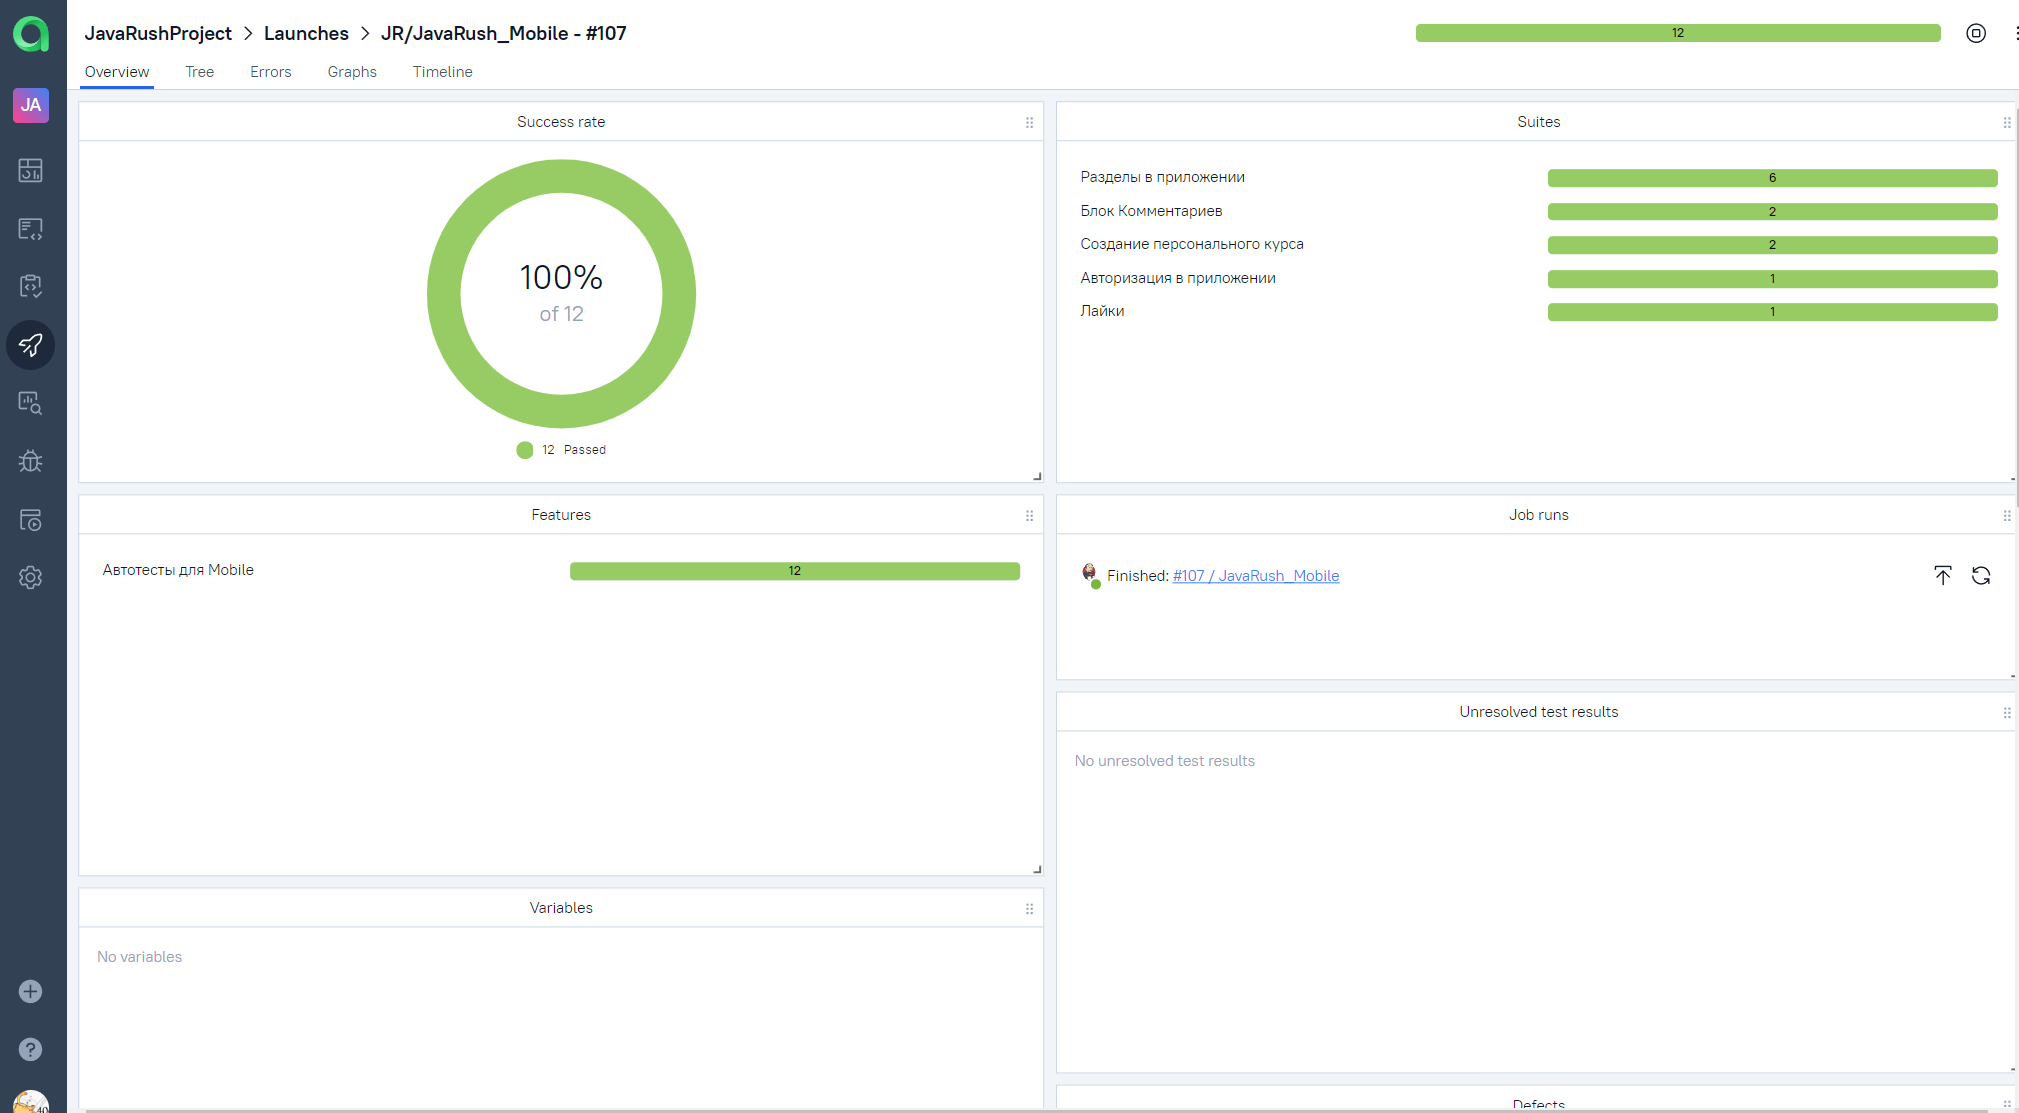 JavaRushProject > Launches > JR/JavaRush_Mobile - #107
12
JA
Overview Tree Errors Graphs Timeline
Success rate
100%
of 12
12 Passed
Suites
Разделы в приложении 6
Блок Комментариев 2
Создание персонального курса 2
Авторизация в приложении 1
Лайки 1
Features
Автотесты для Mobile 12
Job runs
Finished: #107 / JavaRush_Mobile
Unresolved test results
No unresolved test results
Variables
No variables
Defects